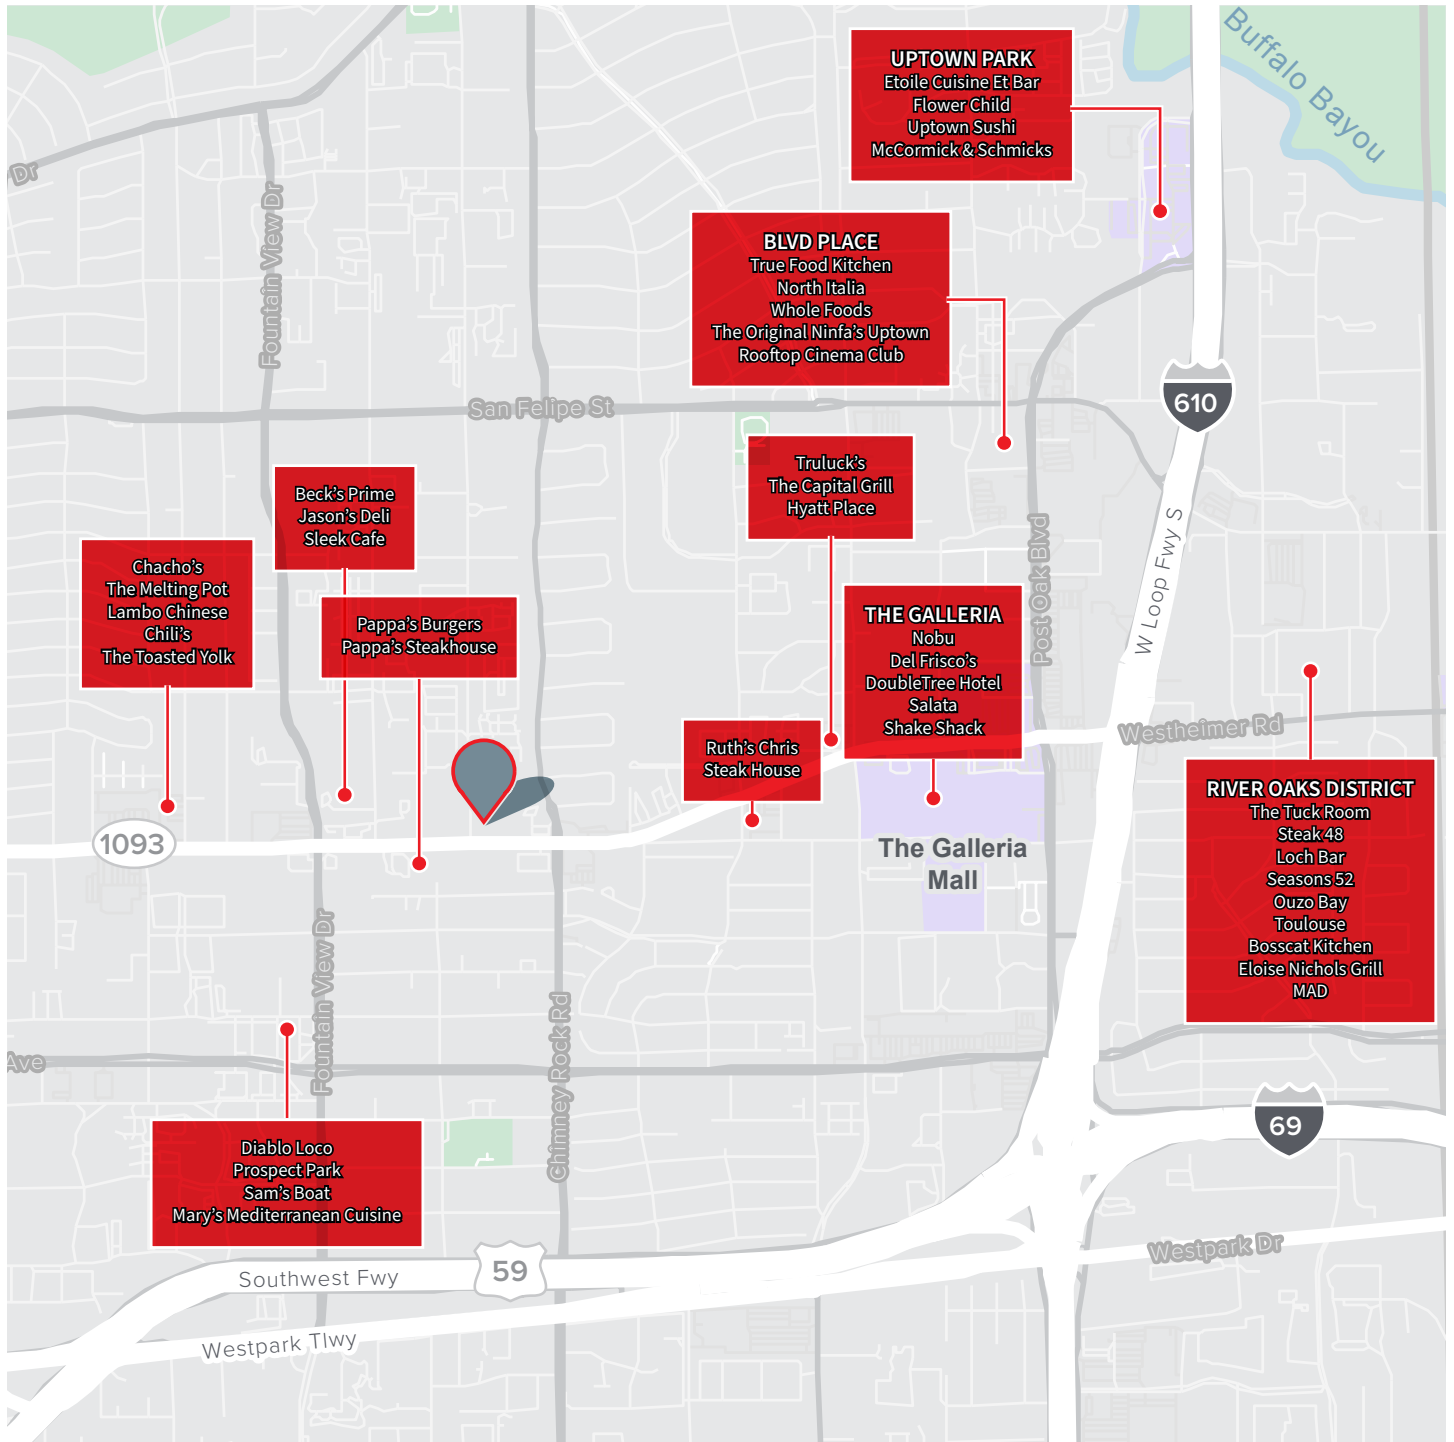 Buffalo Bayou
UPTOWN PARK
Etoile Cuisine Et Bar
Flower Child
Uptown Sushi
McCormick & Schmicks
Dr
Fountain View Dr
BLVD PLACE
True Food Kitchen
North Italia
Whole Foods
The Original Ninfa's Uptown
Rooftop Cinema Club
San Felipe St
610
Truluck's
The Capital Grill
Hyatt Place
Beck's Prime
Jason's Deli
Sleek Cafe
Chacho's
The Melting Pot
Lambo Chinese
Chili's
The Toasted Yolk
Pappa's Burgers
Pappa's Steakhouse
Post Oak Blvd
W Loop Fwy S
THE GALLERIA
Nobu
Del Frisco's
DoubleTree Hotel
Salata
Shake Shack
Ruth's Chris
Steak House
Westheimer Rd
1093
The Galleria
Mall
RIVER OAKS DISTRICT
The Tuck Room
Steak 48
Loch Bar
Seasons 52
Ouzo Bay
Toulouse
Bosscat Kitchen
Eloise Nichols Grill
MAD
Fountain View Dr
Chimney Rock Rd
Ave
69
Diablo Loco
Prospect Park
Sam's Boat
Mary's Mediterranean Cuisine
Southwest Fwy
59
Westpark Dr
Westpark Tlwy